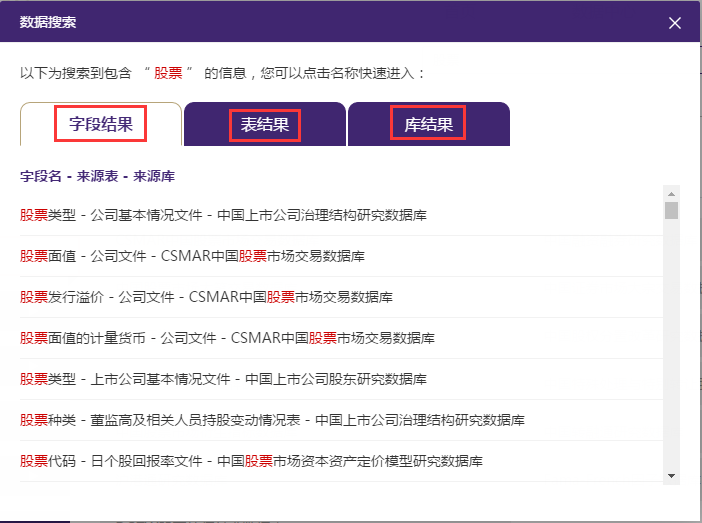 数据搜索
以下为搜索到包含 “ 股票 ” 的信息，您可以点击名称快速进入：
字段结果 表结果 库结果
字段名 - 来源表 - 来源库
股票类型 - 公司基本情况文件 - 中国上市公司治理结构研究数据库
股票面值 - 公司文件 - CSMAR中国股票市场交易数据库
股票发行溢价 - 公司文件 - CSMAR中国股票市场交易数据库
股票面值的计量货币 - 公司文件 - CSMAR中国股票市场交易数据库
股票类型 - 上市公司基本情况文件 - 中国上市公司股东研究数据库
股票种类 - 董监高及相关人员持股变动情况表 - 中国上市公司治理结构研究数据库
股票代码 - 日个股回报率文件 - 中国股票市场资本资产定价模型研究数据库